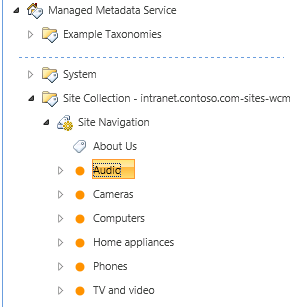 Managed Metadata Service
Example Taxonomies
System
Site Collection - intranet.contoso.com-sites-wcm
Site Navigation
About Us
Audio
Cameras
Computers
Home appliances
Phones
TV and video